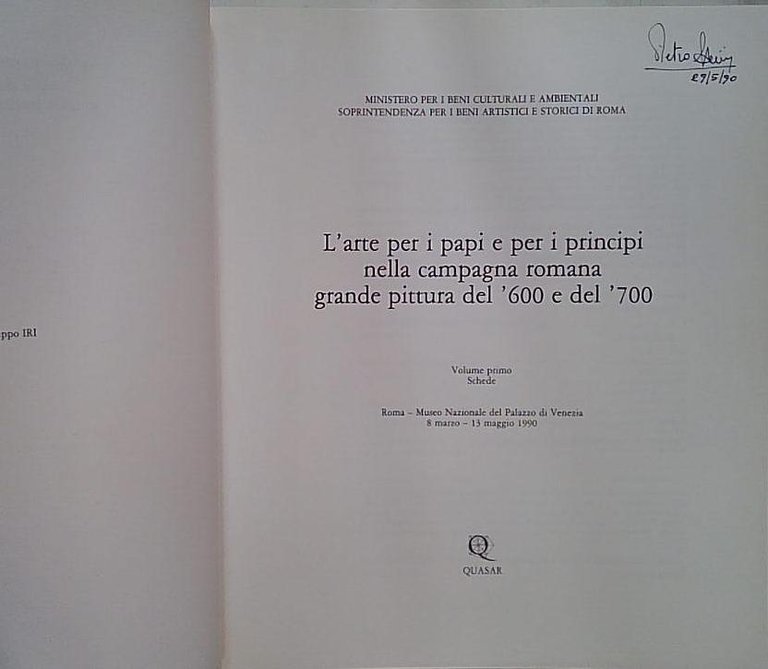 ppo IRI
Pietro
29/5/90
MINISTERO PER I BENI CULTURALI E AMBIENTALI
SOPRINTENDENZA PER I BENI ARTISTICI E STORICI DI ROMA
L'arte per i papi e per i principi
nella campagna romana
grande pittura del '600 e del '700
Volume primo
Schede
Roma – Museo Nazionale del Palazzo di Venezia
8 marzo – 13 maggio 1990
QUASAR